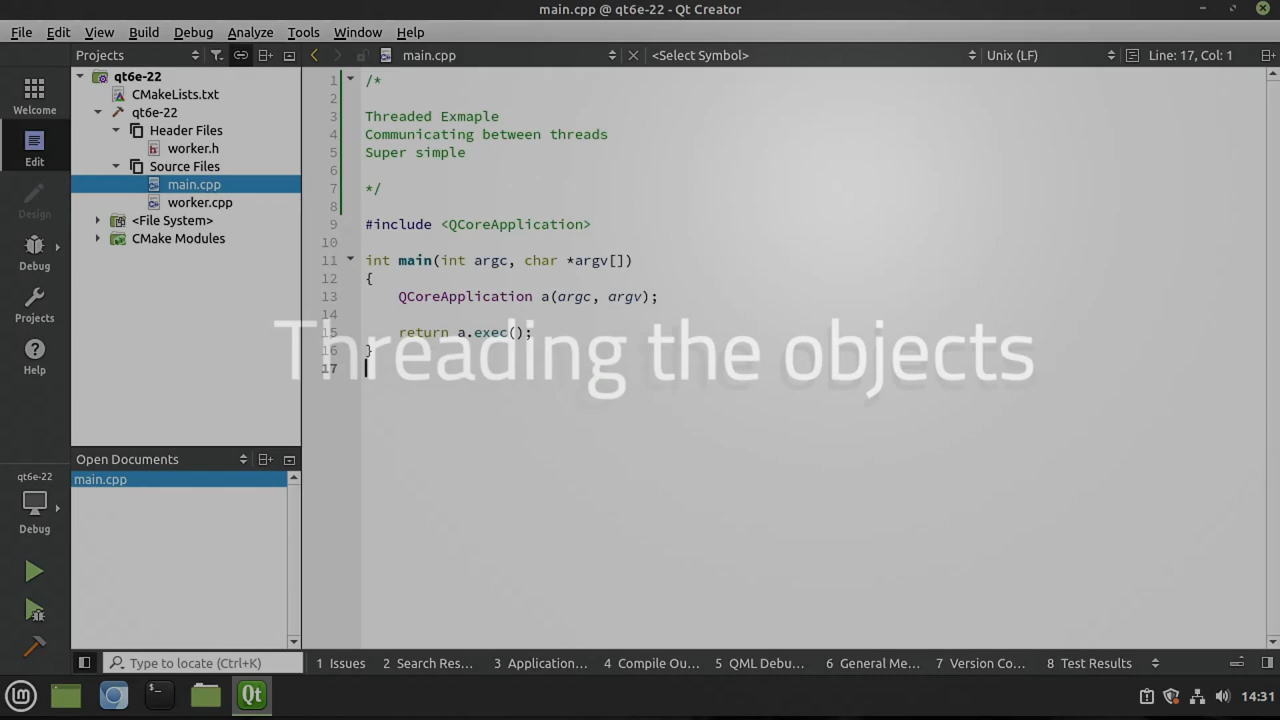 main.cpp @ qt6e-22 - Qt Creator
File Edit View Build Debug Analyze Tools Window Help
Projects
main.cpp
<Select Symbol>
Unix (LF)
Line: 17, Col: 1
Welcome
Edit
Design
Debug
Projects
Help
qt6e-22
Debug
qt6e-22
CMakeLists.txt
qt6e-22
Header Files
worker.h
Source Files
main.cpp
worker.cpp
<File System>
CMake Modules
Open Documents
main.cpp
1 /*
2
3 Threaded Exmaple
4 Communicating between threads
5 Super simple
6
7 */
8
9 #include <QCoreApplication>
10
11 int main(int argc, char *argv[])
12 {
13 QCoreApplication a(argc, argv);
14
15 return a.exec();
16 }
17
Threading the objects
Type to locate (Ctrl+K)
1 Issues
2 Search Res...
3 Application...
4 Compile Ou...
5 QML Debu...
6 General Me...
7 Version Co...
8 Test Results
Qt
14:31